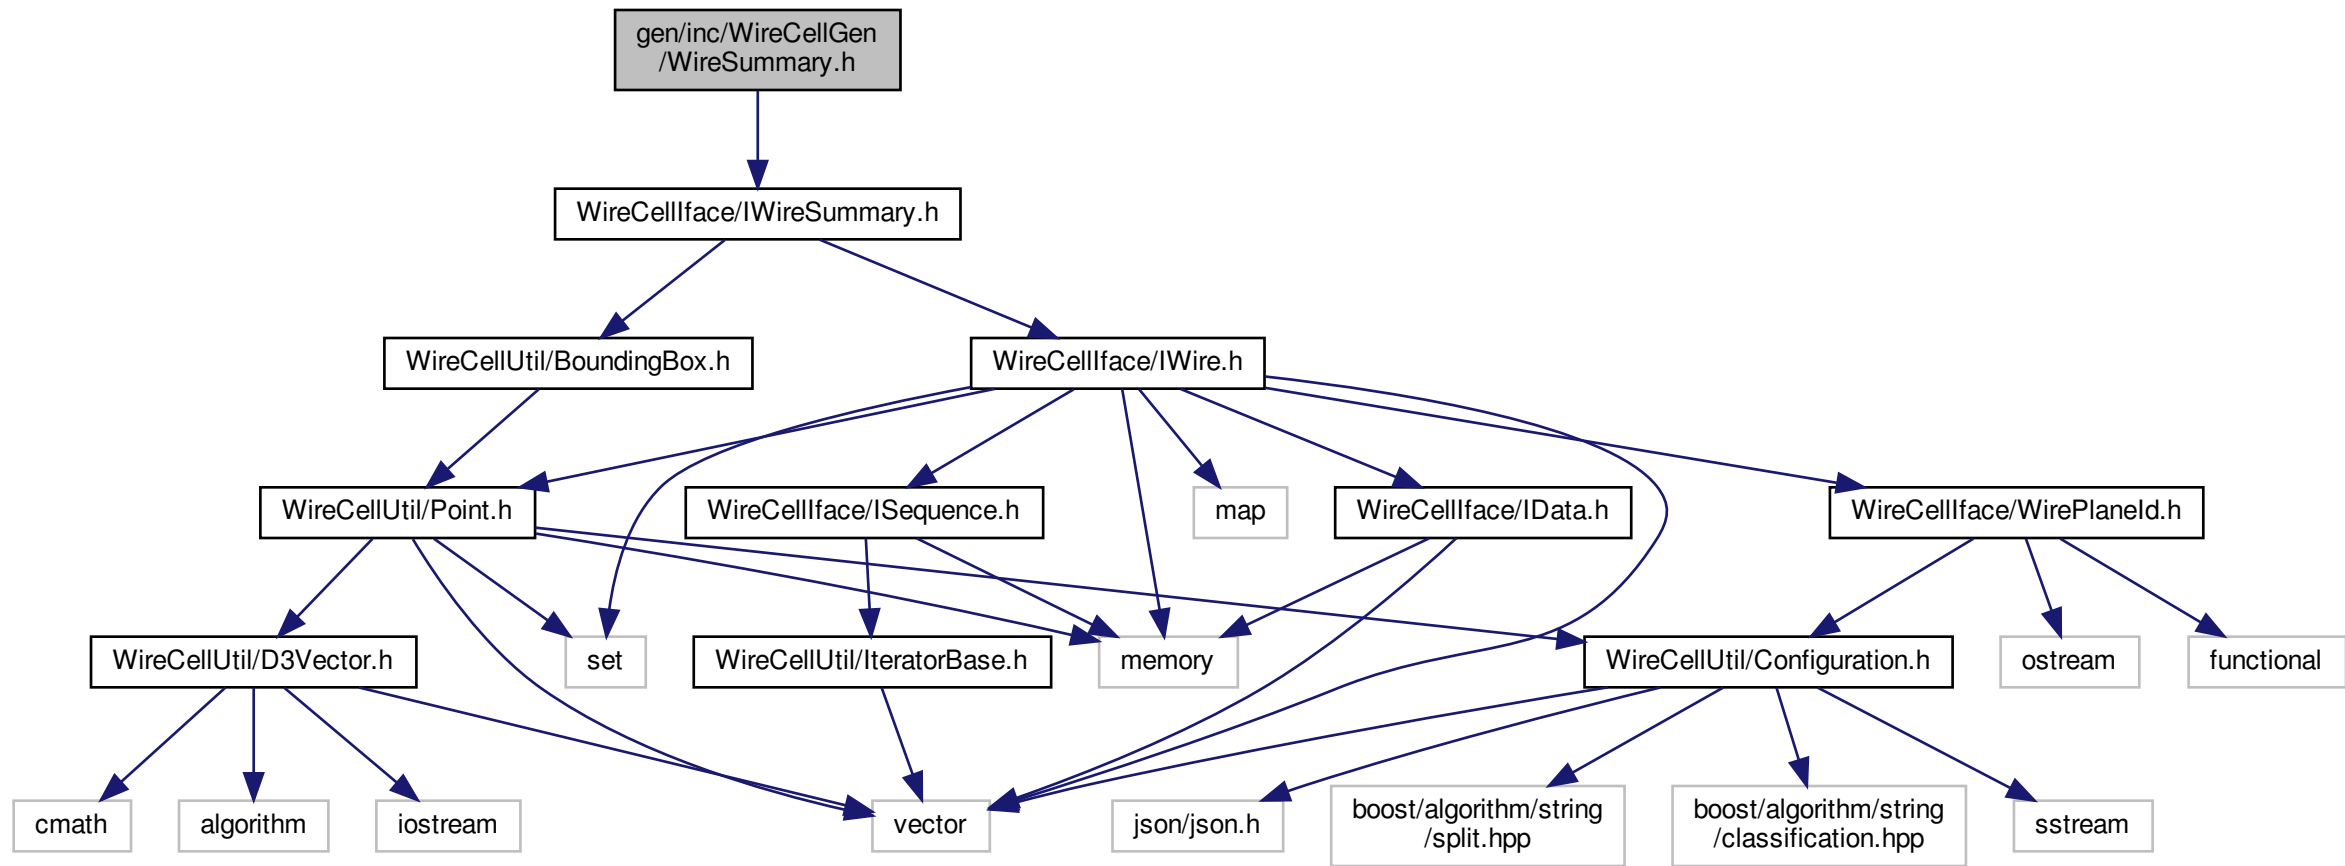 gen/inc/WireCellGen
/WireSummary.h
WireCellIface/IWireSummary.h
WireCellUtil/BoundingBox.h
WireCellIface/IWire.h
WireCellUtil/Point.h
WireCellIface/ISequence.h
map
WireCellIface/IData.h
WireCellIface/WirePlaneId.h
WireCellUtil/D3Vector.h
set
WireCellUtil/IteratorBase.h
memory
WireCellUtil/Configuration.h
ostream
functional
cmath
algorithm
iostream
vector
json/json.h
boost/algorithm/string
/split.hpp
boost/algorithm/string
/classification.hpp
sstream